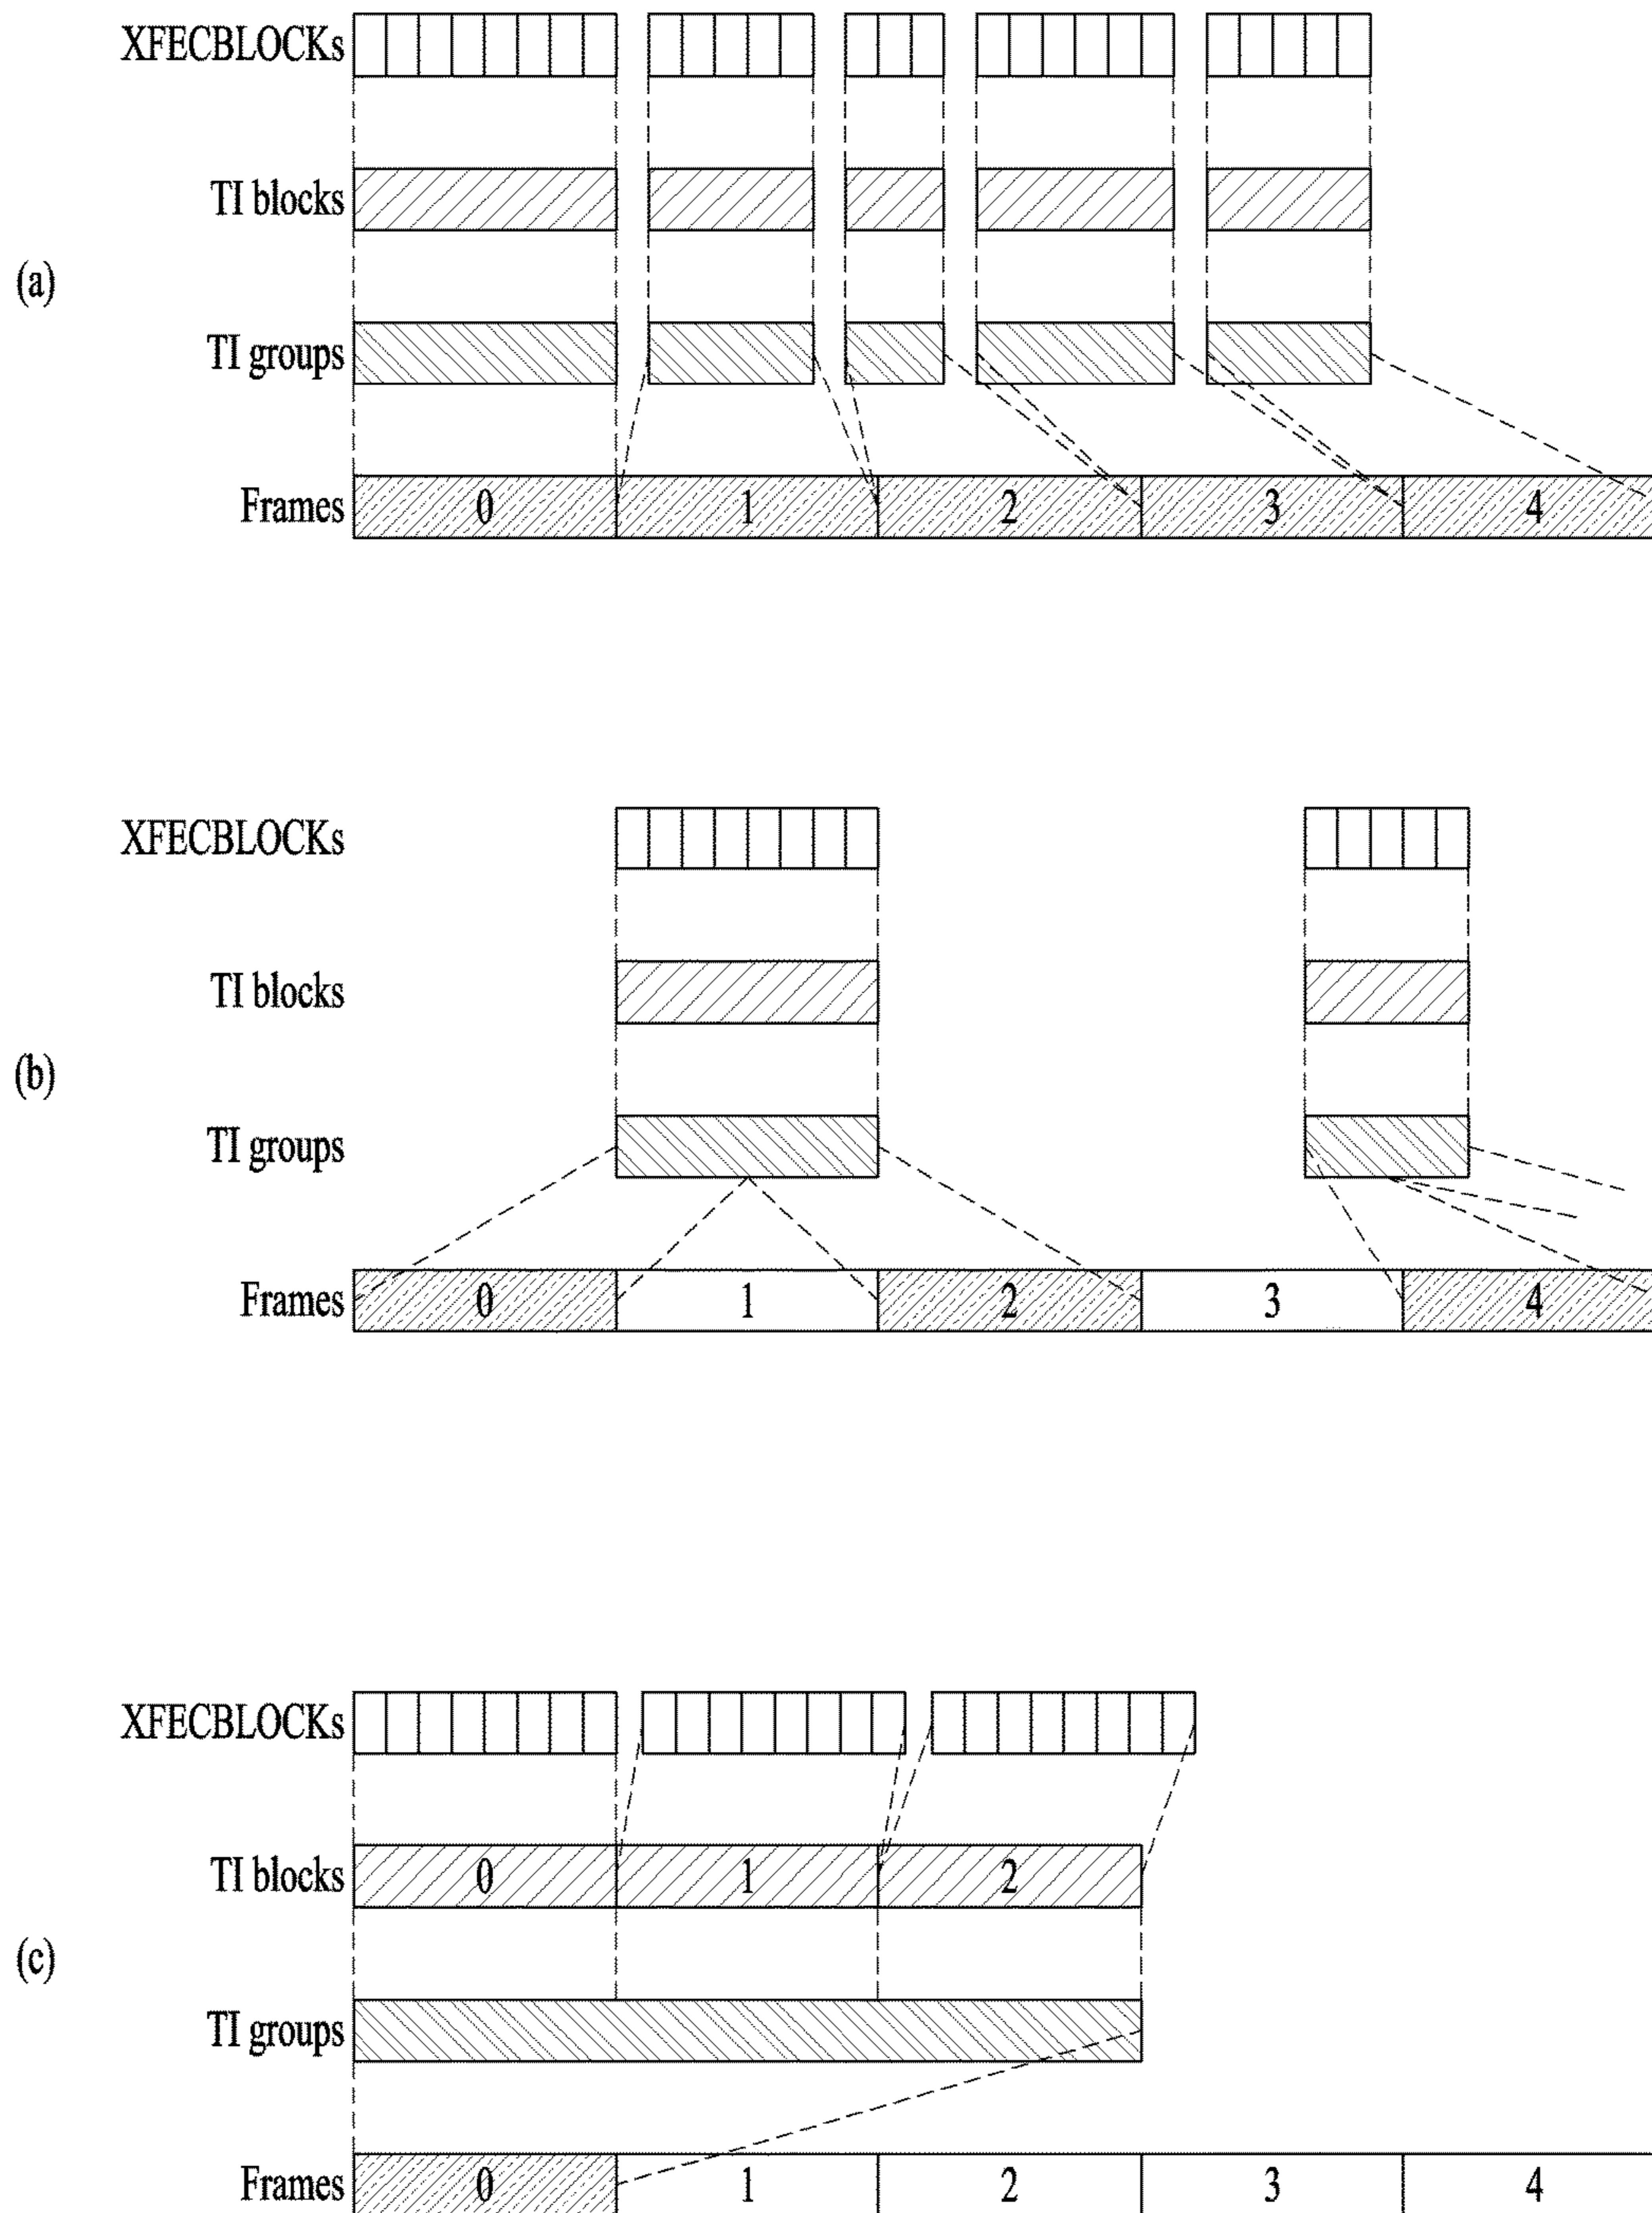 XFECBLOCKs
TI blocks
(a)
TI groups
Frames 0 1 2 3 4
XFECBLOCKs
TI blocks
(b)
TI groups
Frames 0 1 2 3 4
XFECBLOCKs
TI blocks 0 1 2
(c)
TI groups
Frames 0 1 2 3 4